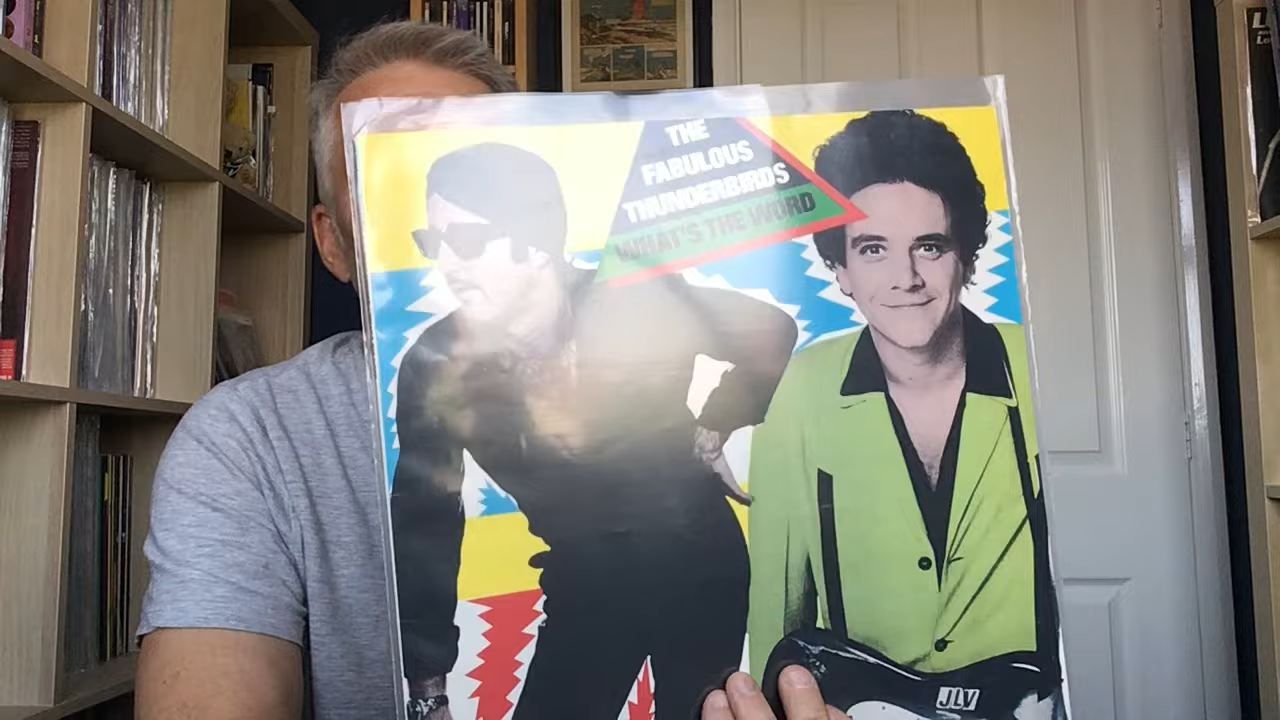 THE
FABULOUS
THUNDERBIRDS
WHAT'S THE WORD
JLV